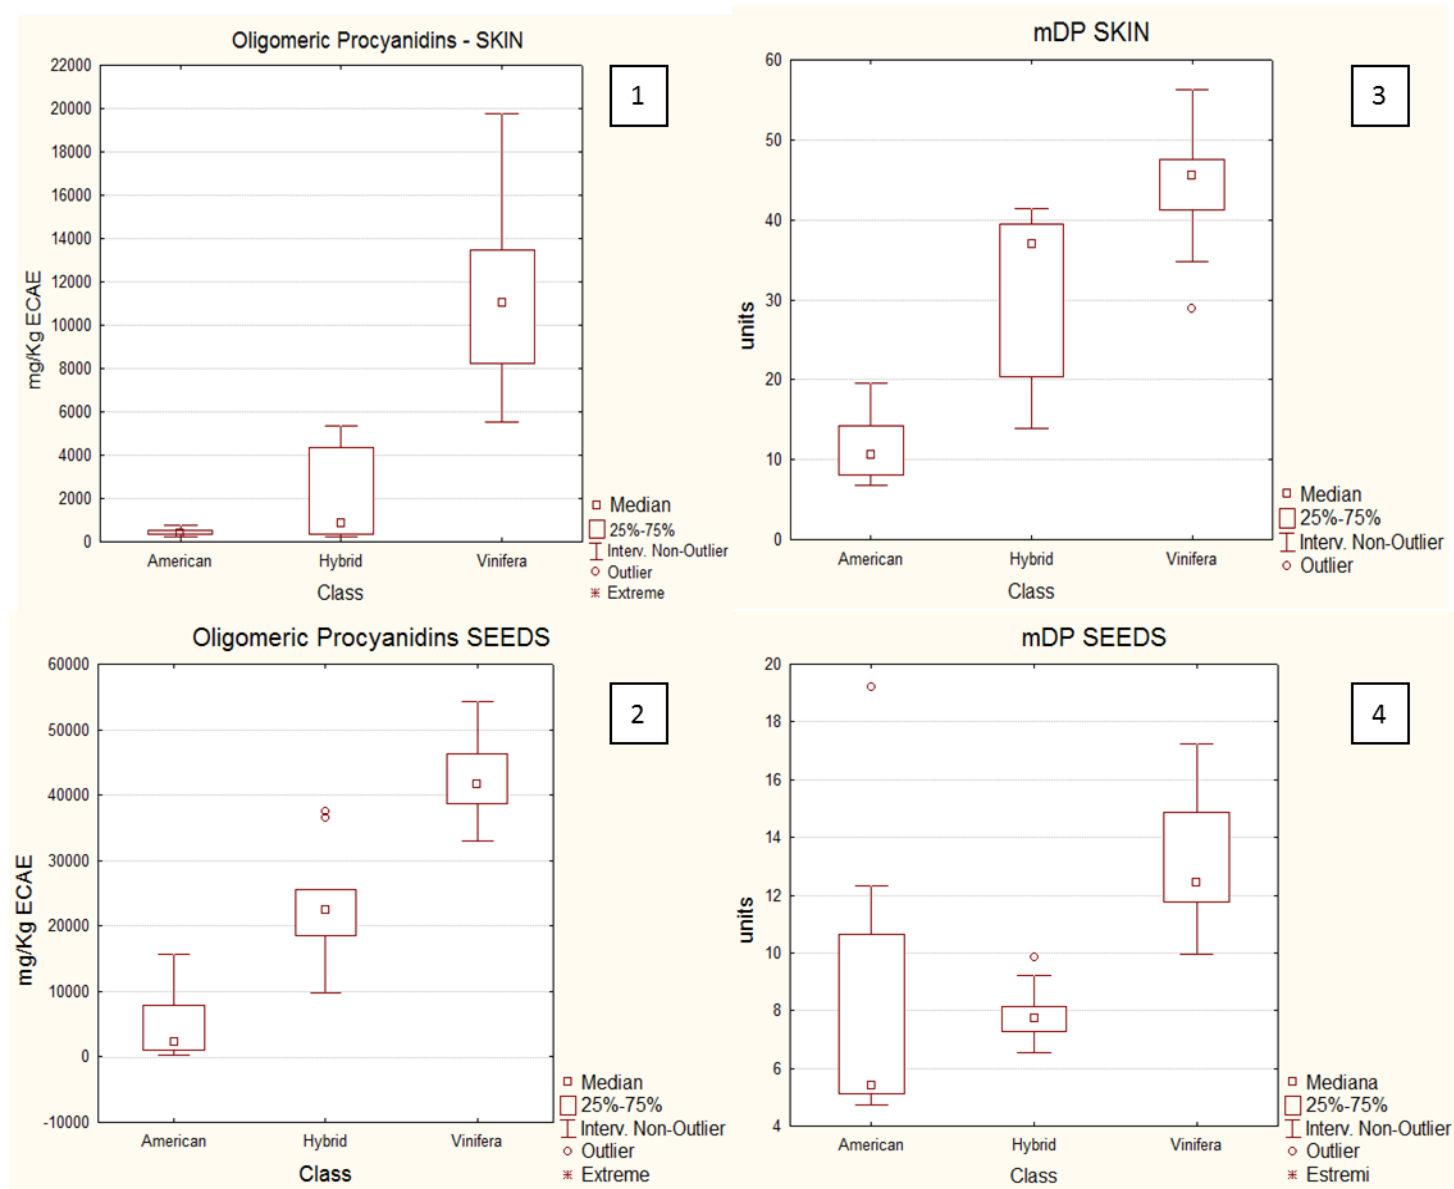 Oligomeric Procyanidins - SKIN
1
22000
20000
18000
16000
14000
12000
10000
8000
6000
4000
2000
0
mg/Kg ECAE
American
Hybrid
Vinifera
Class
Median
25%-75%
Interv. Non-Outlier
Outlier
Extreme
mDP SKIN
3
60
50
40
30
20
10
0
units
American
Hybrid
Vinifera
Class
Median
25%-75%
Interv. Non-Outlier
Outlier
Oligomeric Procyanidins SEEDS
2
60000
50000
40000
30000
20000
10000
0
-10000
mg/Kg ECAE
American
Hybrid
Vinifera
Class
Median
25%-75%
Interv. Non-Outlier
Outlier
Extreme
mDP SEEDS
4
20
18
16
14
12
10
8
6
4
units
American
Hybrid
Vinifera
Class
Mediana
25%-75%
Interv. Non-Outlier
Outlier
Estremi